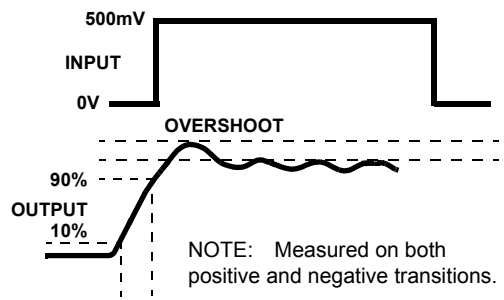 500mV
INPUT
0V
OVERSHOOT
90%
OUTPUT
10%
NOTE: Measured on both
positive and negative transitions.